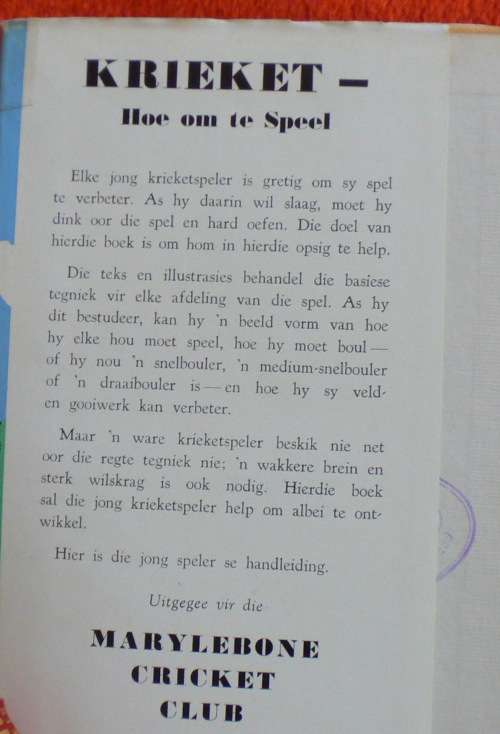 KRIEKET —
Hoe om te Speel
Elke jong krieketspeler is gretig om sy spel
te verbeter. As hy daarin wil slaag, moet hy
dink oor die spel en hard oefen. Die doel van
hierdie boek is om hom in hierdie opsig te help.
Die teks en illustrasies behandel die basiese
tegniek vir elke afdeling van die spel. As hy
dit bestudeer, kan hy 'n beeld vorm van hoe
hy elke hou moet speel, hoe hy moet boul —
of hy nou 'n snelbouler, 'n medium-snelbouler
of 'n draaibouler is — en hoe hy sy veld-
en gooiwerk kan verbeter.
Maar 'n ware krieketspeler beskik nie net
oor die regte tegniek nie; 'n wakkere brein en
sterk wilskrag is ook nodig. Hierdie boek
sal die jong krieketspeler help om albei te ont-
wikkel.
Hier is die jong speler se handleiding.
Uitgegee vir die
MARYLEBONE
CRICKET
CLUB